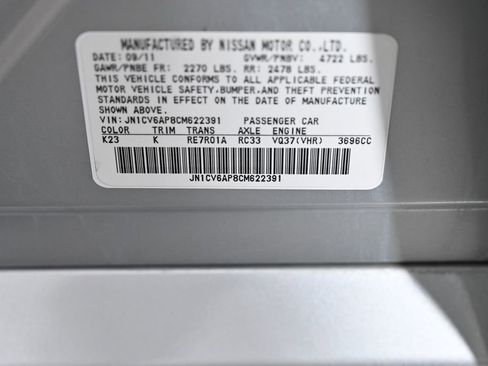 MANUFACTURED BY NISSAN MOTOR CO.,LTD.
DATE: 09/11 GVWR/PNBV: 4722 LBS.
GAWR/PNBE FR: 2270 LBS. RR: 2478 LBS.
THIS VEHICLE CONFORMS TO ALL APPLICABLE FEDERAL
MOTOR VEHICLE SAFETY,BUMPER,AND THEFT PREVENTION
STANDARDS IN EFFECT ON THE DATE OF MANUFACTURE
SHOWN ABOVE.
VIN: JN1CV6AP8CM622391 PASSENGER CAR
COLOR TRIM TRANS AXLE ENGINE
K23 K RE7R01A RC33 VQ37(VHR) 3696CC
JN1CV6AP8CM622391